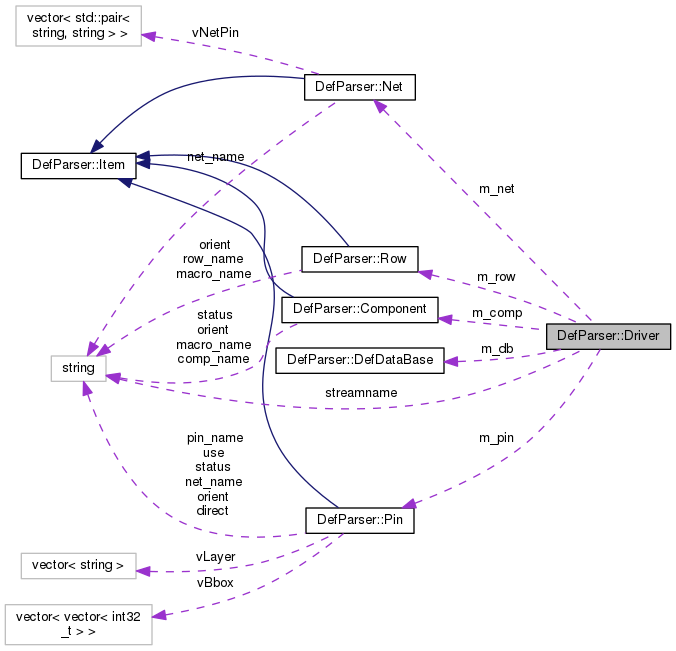 vector< std::pair<
string, string > >
vNetPin
DefParser::Net
net_name
DefParser::Item
m_net
orient
row_name
macro_name
DefParser::Row
m_row
status
orient
macro_name
comp_name
DefParser::Component
m_comp
DefParser::Driver
m_db
DefParser::DefDataBase
string
streamname
pin_name
use
status
net_name
orient
direct
m_pin
DefParser::Pin
vLayer
vector< string >
vBbox
vector< vector< int32
_t > >